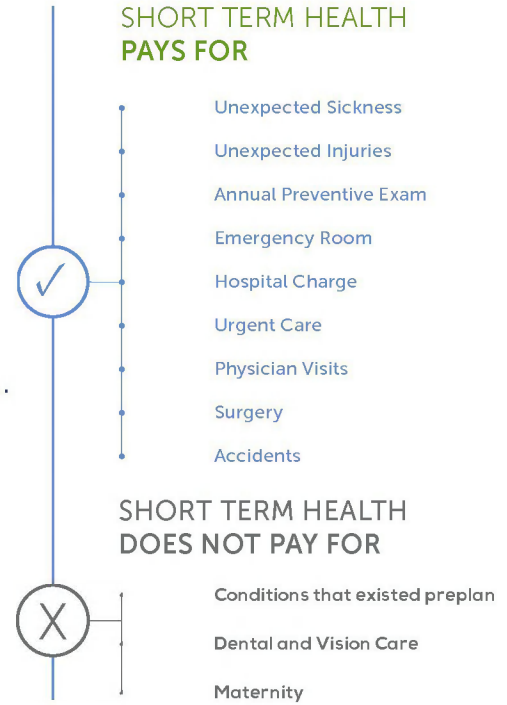 SHORT TERM HEALTH
PAYS FOR
Unexpected Sickness
Unexpected Injuries
Annual Preventive Exam
Emergency Room
Hospital Charge
Urgent Care
Physician Visits
Surgery
Accidents
SHORT TERM HEALTH
DOES NOT PAY FOR
X
Conditions that existed preplan
Dental and Vision Care
Maternity